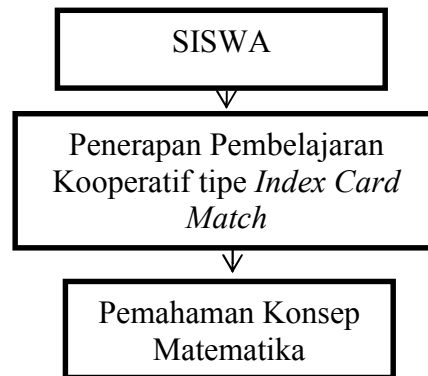 SISWA
Penerapan Pembelajaran
Kooperatif tipe Index Card
Match
Pemahaman Konsep
Matematika